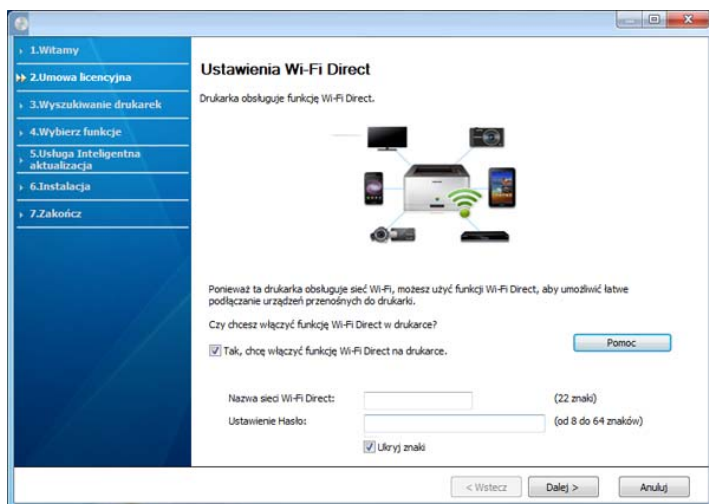 1.Witamy
2.Umowa licencyjna
3.Wyszukiwanie drukarek
4.Wybierz funkcje
5.Usługa Inteligentna
aktualizacja
6.Instalacja
7.Zakończ
Ustawienia Wi-Fi Direct
Drukarka obsługuje funkcję Wi-Fi Direct.
Ponieważ ta drukarka obsługuje sieć Wi-Fi, możesz użyć funkcji Wi-Fi Direct, aby umożliwić łatwe
podłączanie urządzeń przenośnych do drukarki.
Czy chcesz włączyć funkcję Wi-Fi Direct w drukarce?
Tak, chcę włączyć funkcję Wi-Fi Direct na drukarce.
Pomoc
Nazwa sieci Wi-Fi Direct: (22 znaki)
Ustawienie Hasło: (od 8 do 64 znaków)
Ukryj znaki
< Wstecz Dalej > Anuluj